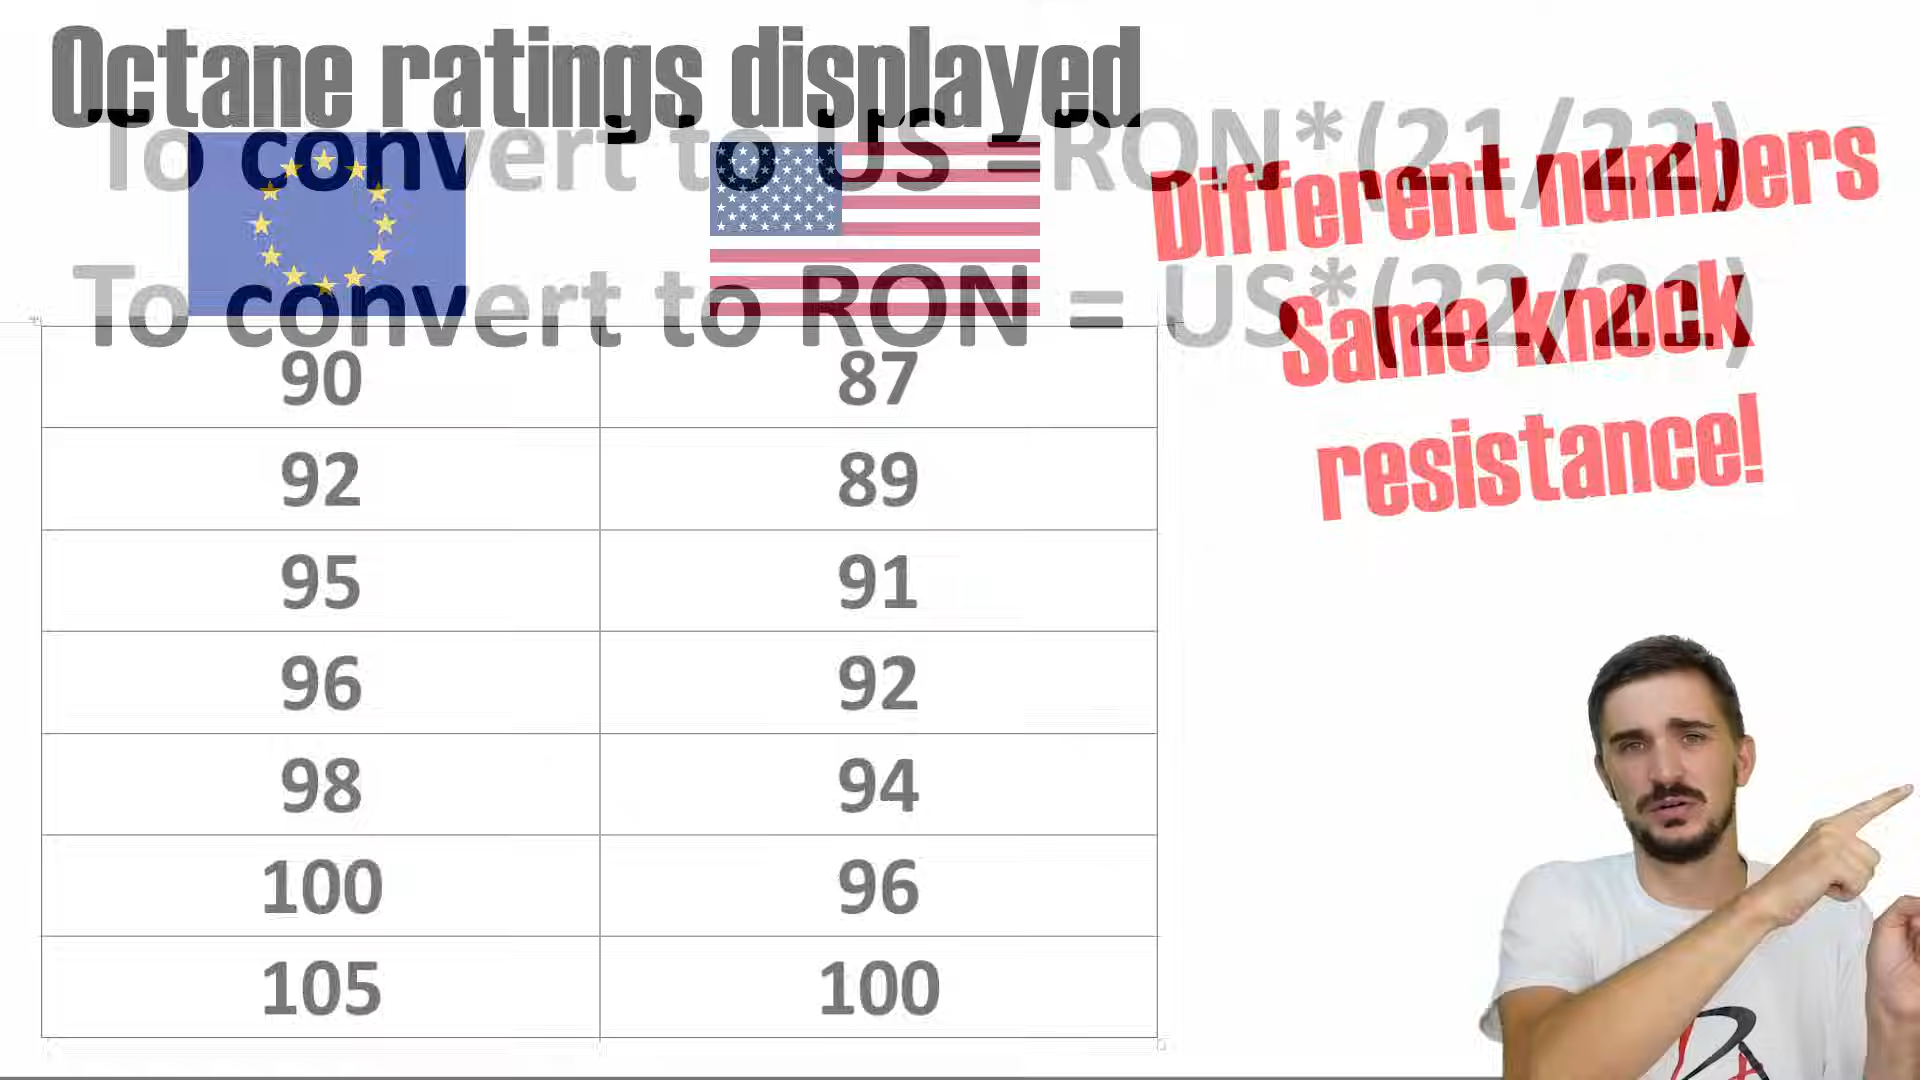 Octane ratings displayed
To convert to US =RON*(21/22)
To convert to RON = US*(22/21)
Different numbers
Same knock
resistance!
90 87
92 89
95 91
96 92
98 94
100 96
105 100